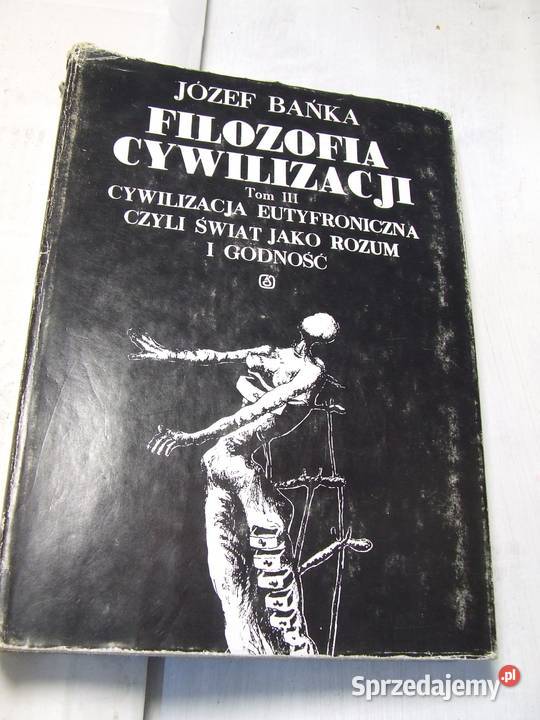 JÓZEF BAŃKA
FILOZOFIA
CYWILIZACJI
Tom III
CYWILIZACJA EUTYFRONICZNA
CZYLI ŚWIAT JAKO ROZUM
I GODNOŚĆ
Sprzedajemy.pl